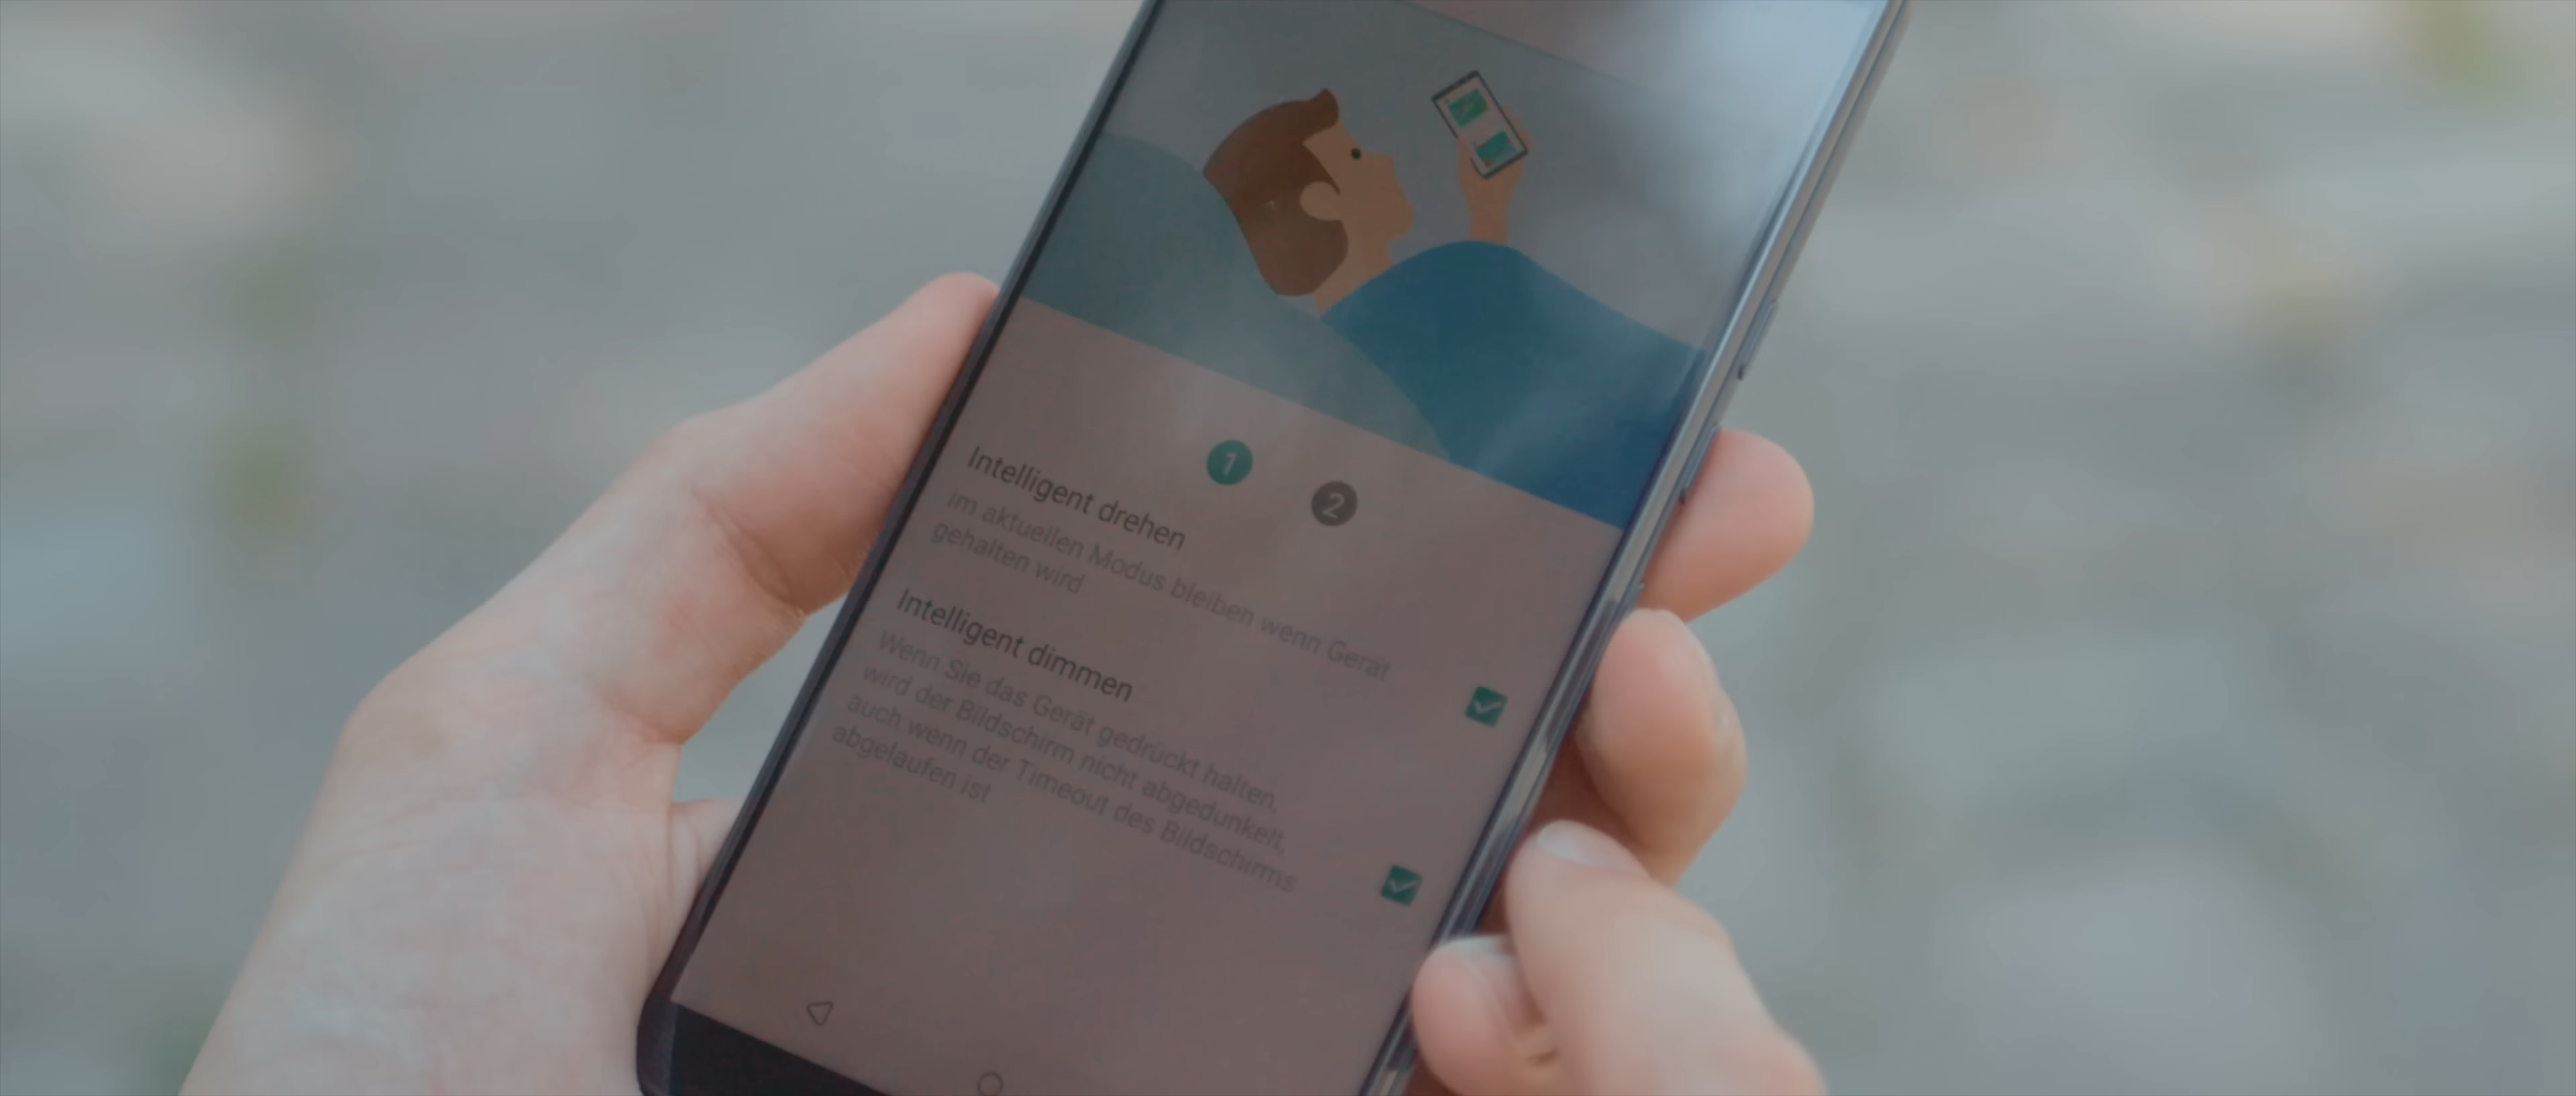 1
2
Intelligent drehen
Im aktuellen Modus bleiben wenn Gerät
gehalten wird
Intelligent dimmen
Wenn Sie das Gerät gedrückt halten,
wird der Bildschirm nicht abgedunkelt,
auch wenn der Timeout des Bildschirms
abgelaufen ist